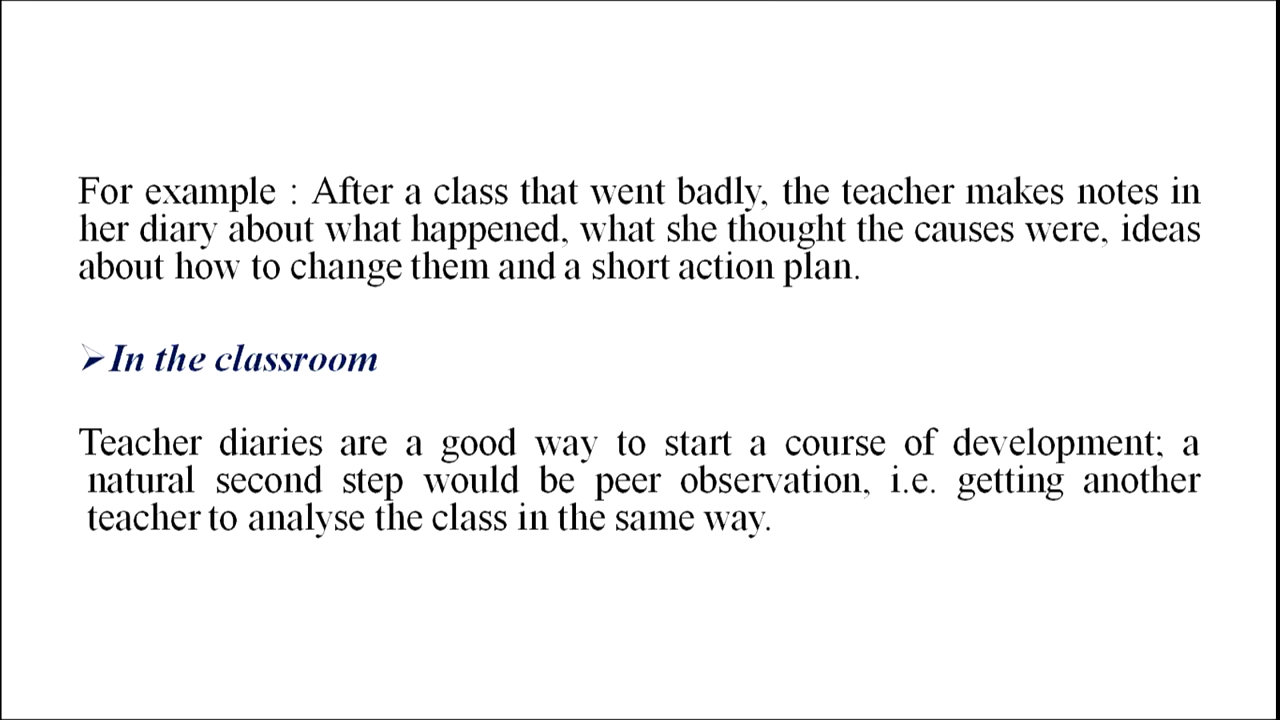 For example : After a class that went badly, the teacher makes notes in
her diary about what happened, what she thought the causes were, ideas
about how to change them and a short action plan.
➢In the classroom
Teacher diaries are a good way to start a course of development; a
natural second step would be peer observation, i.e. getting another
teacher to analyse the class in the same way.